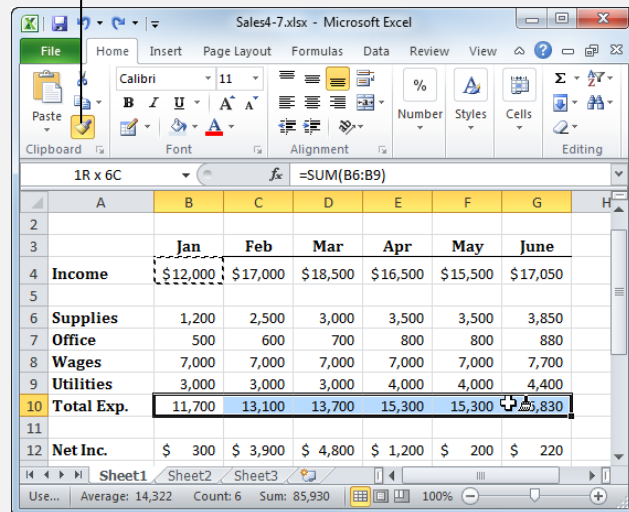 Sales4-7.xlsx - Microsoft Excel
File Home Insert Page Layout Formulas Data Review View
Calibri 11
B I U A A
% Σ
Paste A Number Styles Cells
Clipboard Font Alignment Editing
1R x 6C fx =SUM(B6:B9)
A B C D E F G H
2
3 Jan Feb Mar Apr May June
4 Income $12,000 $17,000 $18,500 $16,500 $15,500 $17,050
5
6 Supplies 1,200 2,500 3,000 3,500 3,500 3,850
7 Office 500 600 700 800 800 880
8 Wages 7,000 7,000 7,000 7,000 7,000 7,700
9 Utilities 3,000 3,000 3,000 4,000 4,000 4,400
10 Total Exp. 11,700 13,100 13,700 15,300 15,300 5,830
11
12 Net Inc. $ 300 $ 3,900 $ 4,800 $ 1,200 $ 200 $ 220
Sheet1 Sheet2 Sheet3
Use... Average: 14,322 Count: 6 Sum: 85,930 100%